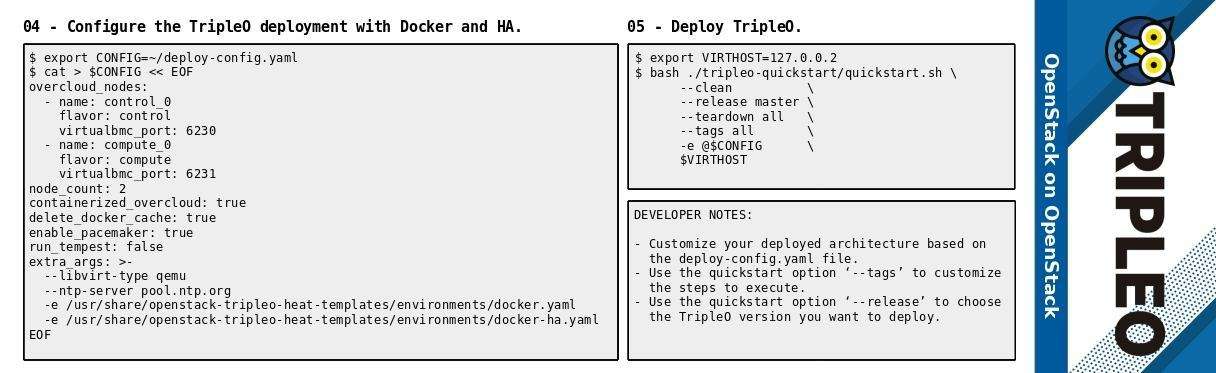 04 - Configure the TripleO deployment with Docker and HA.
$ export CONFIG=~/deploy-config.yaml
$ cat > $CONFIG << EOF
overcloud_nodes:
  - name: control_0
    flavor: control
    virtualbmc_port: 6230
  - name: compute_0
    flavor: compute
    virtualbmc_port: 6231
node_count: 2
containerized_overcloud: true
delete_docker_cache: true
enable_pacemaker: true
run_tempest: false
extra_args: >-
  --libvirt-type qemu
  --ntp-server pool.ntp.org
  -e /usr/share/openstack-tripleo-heat-templates/environments/docker.yaml
  -e /usr/share/openstack-tripleo-heat-templates/environments/docker-ha.yaml
EOF
05 - Deploy TripleO.
$ export VIRTHOST=127.0.0.2
$ bash ./tripleo-quickstart/quickstart.sh \
      --clean          \
      --release master \
      --teardown all   \
      --tags all       \
      -e @$CONFIG      \
      $VIRTHOST
DEVELOPER NOTES:
- Customize your deployed architecture based on
  the deploy-config.yaml file.
- Use the quickstart option ‘--tags’ to customize
  the steps to execute.
- Use the quickstart option ‘--release’ to choose
  the TripleO version you want to deploy.
OpenStack on OpenStack
TRIPLEO